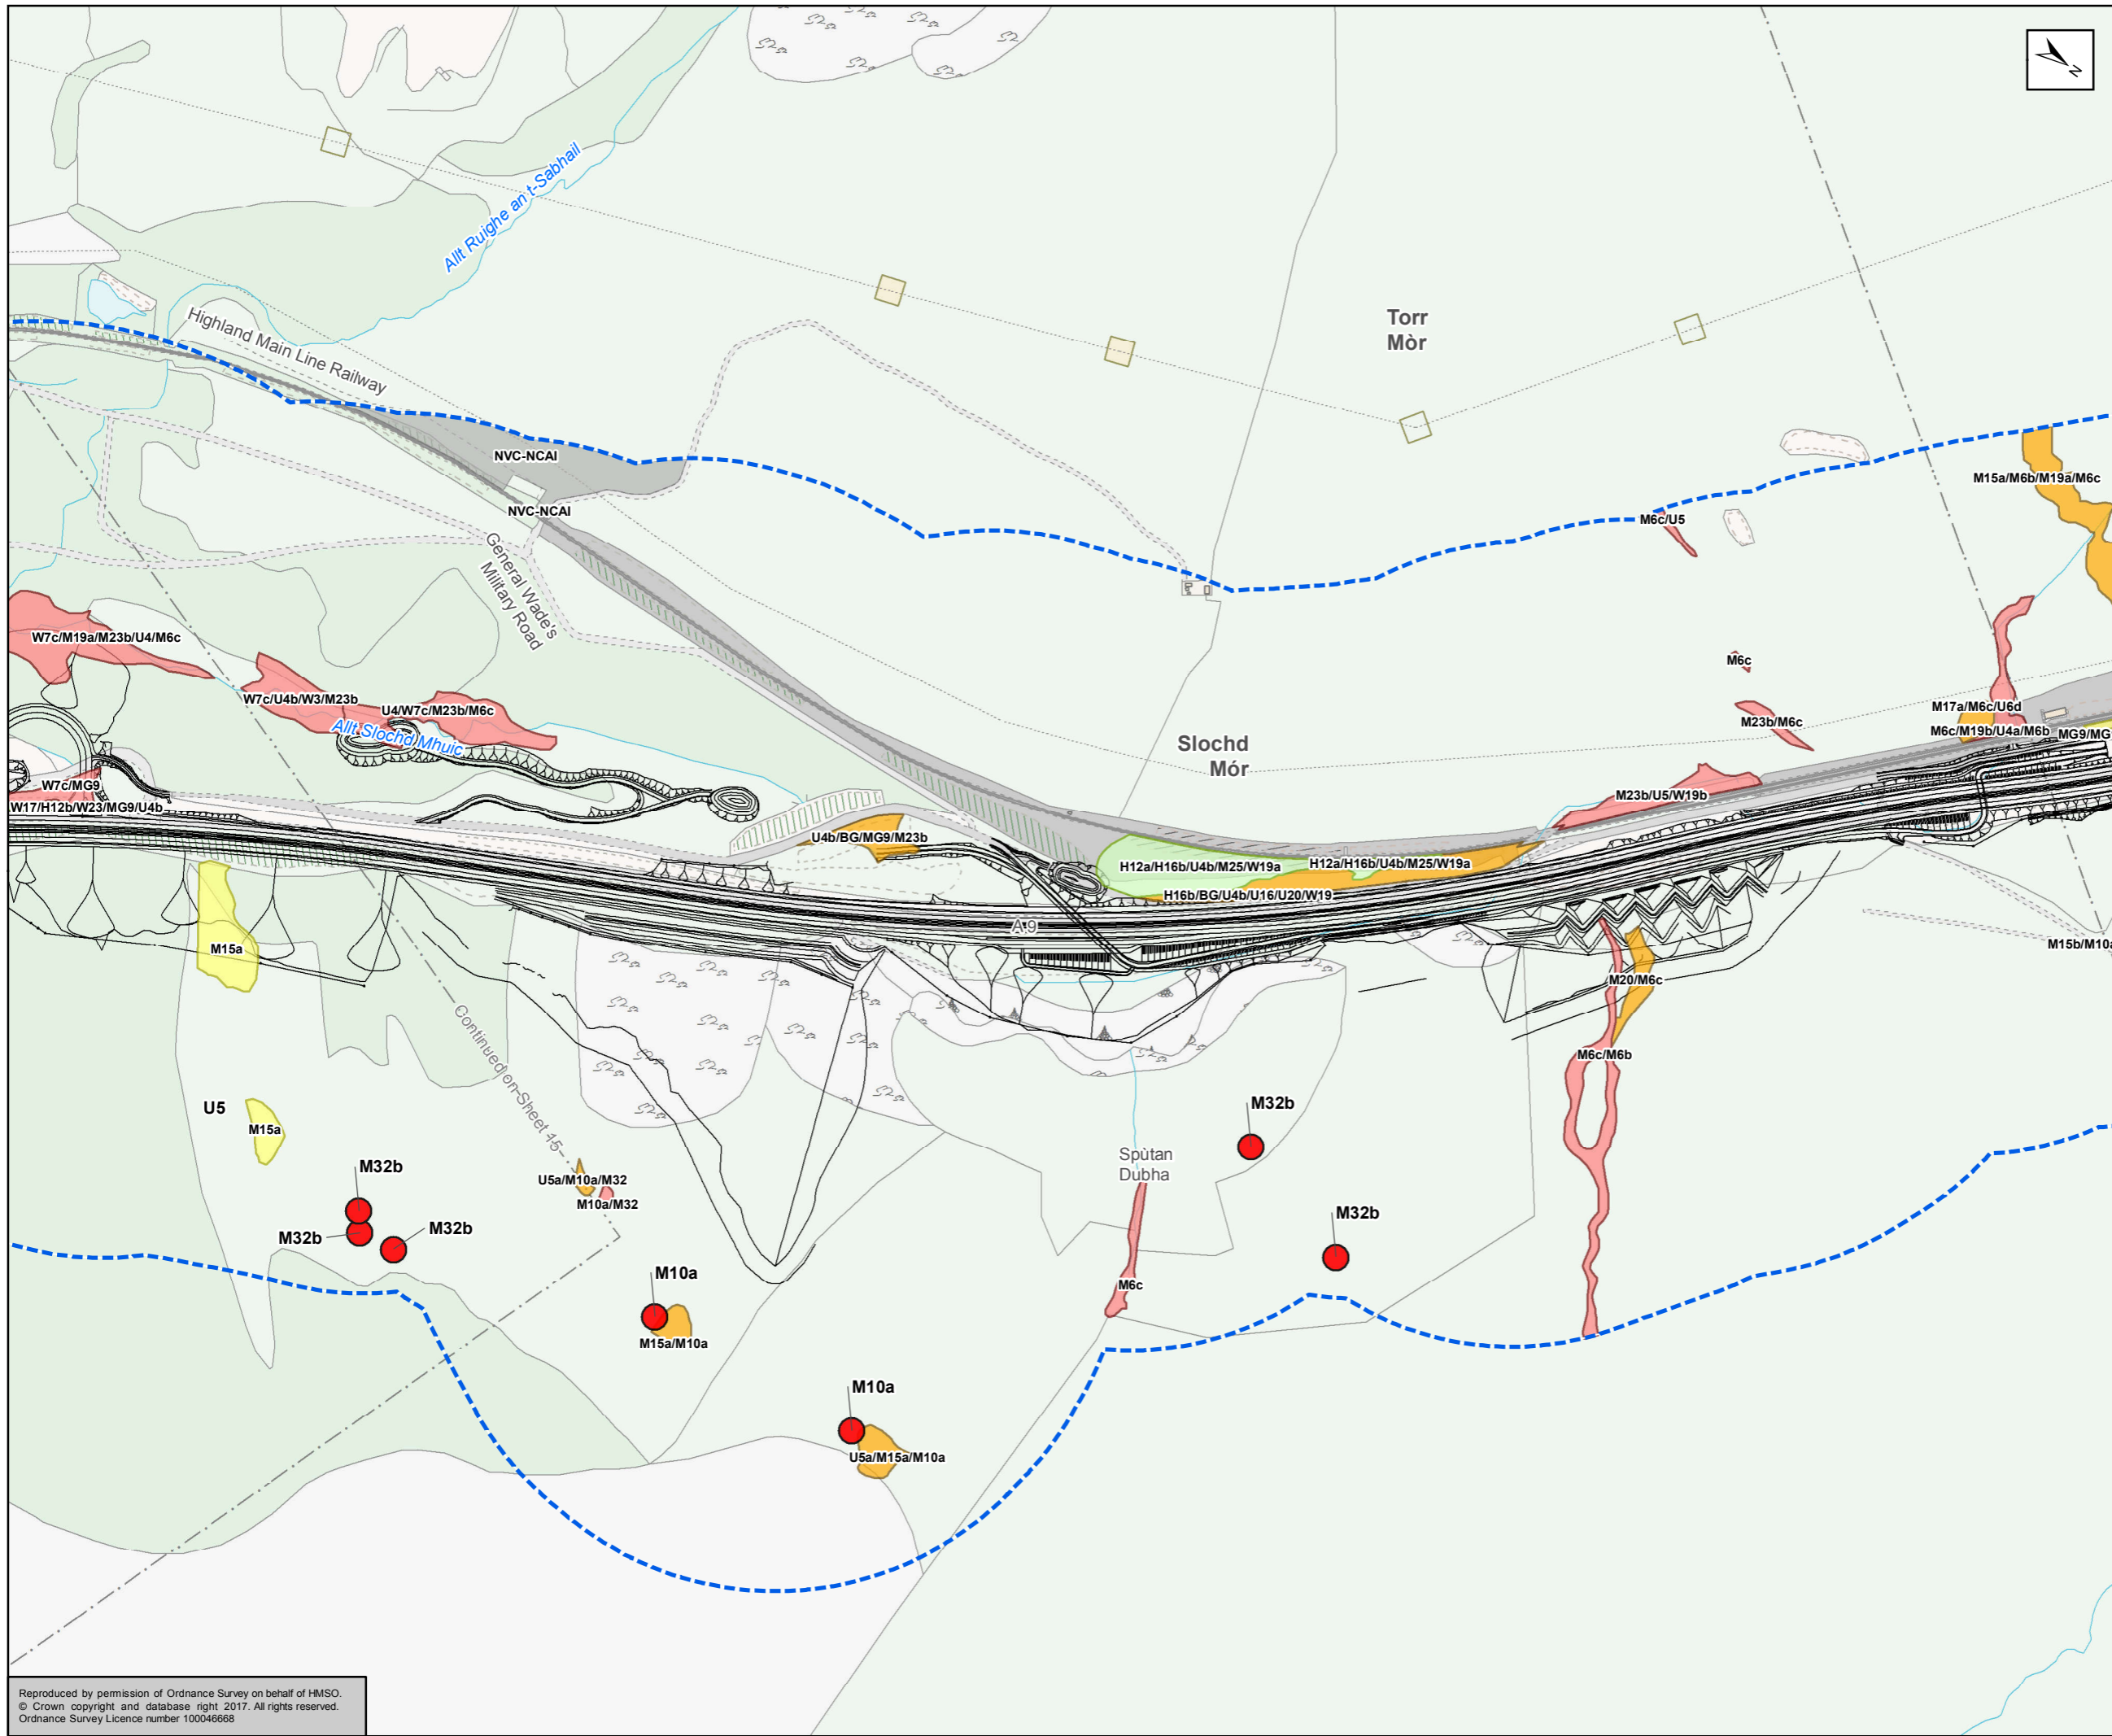 N
Allt Ruighe an t-Sabhail
Highland Main Line Railway
Torr
Mòr
NVC-NCAI
NVC-NCAI
M15a/M6b/M19a/M6c
M6c/U5
General Wade's
Military Road
W7c/M19a/M23b/U4/M6c
M6c
W7c/U4b/W3/M23b
U4/W7c/M23b/M6c
M17a/M6c/U6d
M23b/M6c
M6c/M19b/U4a/M6b
MG9/MG
Allt Slochd Mhuic
Slochd
Mór
W7c/MG9
W17/H12b/W23/MG9/U4b
M23b/U5/W19b
U4b/BG/MG9/M23b
H12a/H16b/U4b/M25/W19a
H12a/H16b/U4b/M25/W19a
H16b/BG/U4b/U16/U20/W19
A 9
M15a
M15b/M10a
M20/M6c
Continued on Sheet 15
M6c/M6b
U5
M15a
M32b
M32b
Spùtan
Dubha
U5a/M10a/M32
M10a/M32
M32b
M32b
M32b
M10a
M6c
M15a/M10a
M10a
U5a/M15a/M10a
Reproduced by permission of Ordnance Survey on behalf of HMSO.
© Crown copyright and database right 2017. All rights reserved.
Ordnance Survey Licence number 100046668